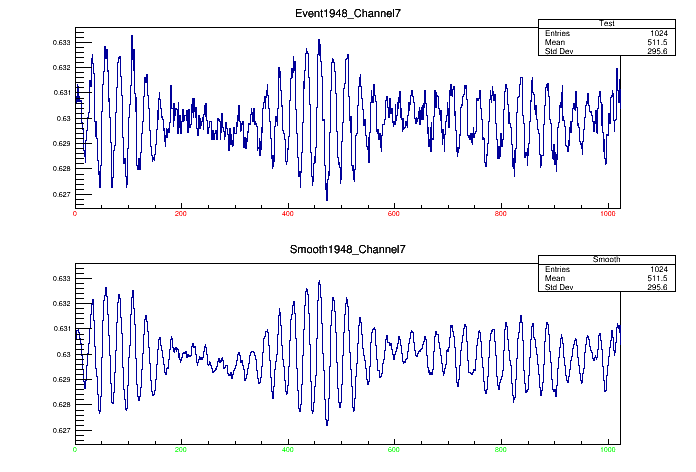 Event1948_Channel7
Test
Entries 1024
Mean 511.5
Std Dev 295.6
0.633
0.632
0.631
0.63
0.629
0.628
0.627
0 200 400 600 800 1000
Smooth1948_Channel7
Smooth
Entries 1024
Mean 511.5
Std Dev 295.6
0.633
0.632
0.631
0.63
0.629
0.628
0.627
0 200 400 600 800 1000